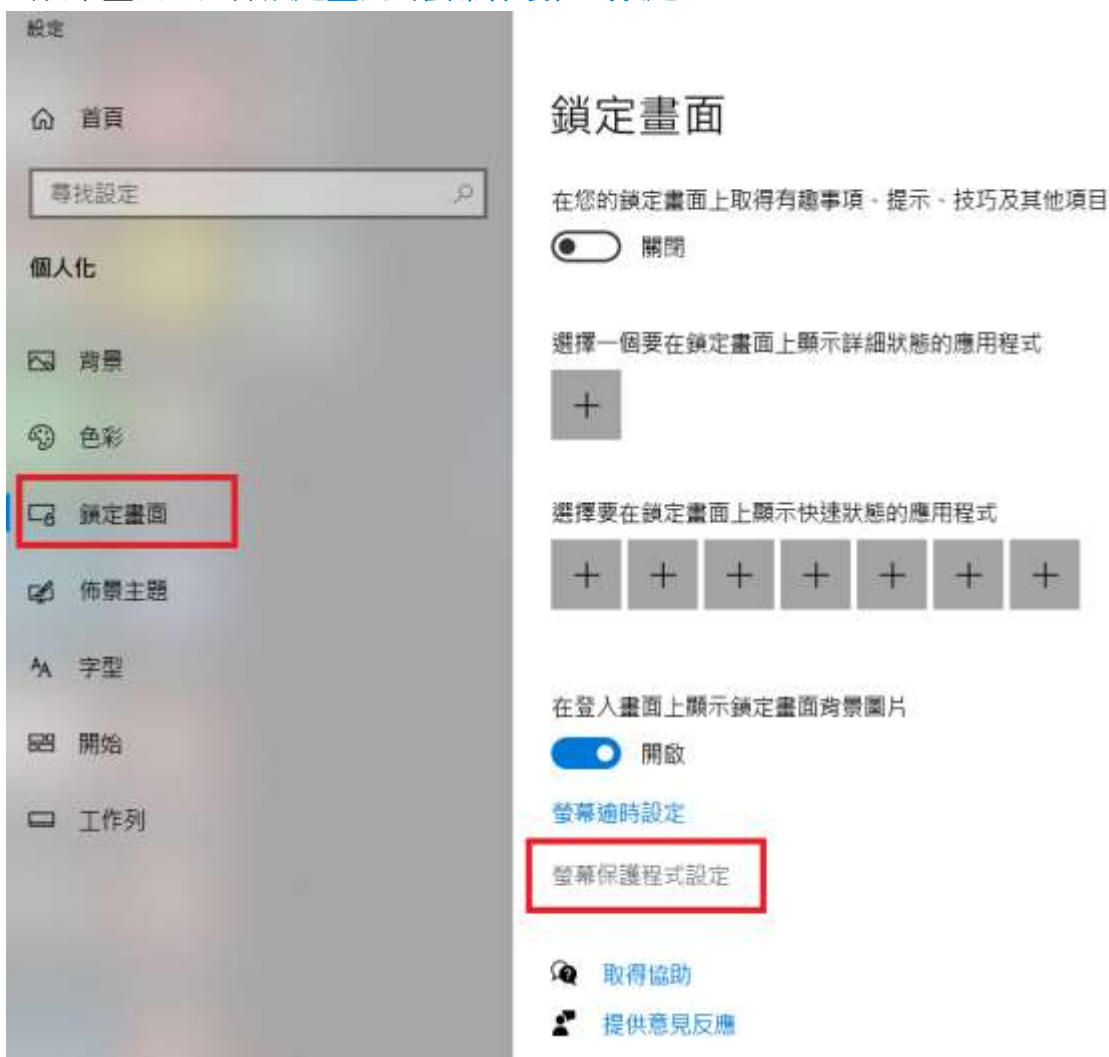 設定
首頁
尋找設定
個人化
背景
色彩
鎖定畫面
佈景主題
字型
開始
工作列
鎖定畫面
在您的鎖定畫面上取得有趣事項、提示、技巧及其他項目
關閉
選擇一個要在鎖定畫面上顯示詳細狀態的應用程式
選擇要在鎖定畫面上顯示快速狀態的應用程式
在登入畫面上顯示鎖定畫面背景圖片
開啟
螢幕逾時設定
螢幕保護程式設定
取得協助
提供意見反應